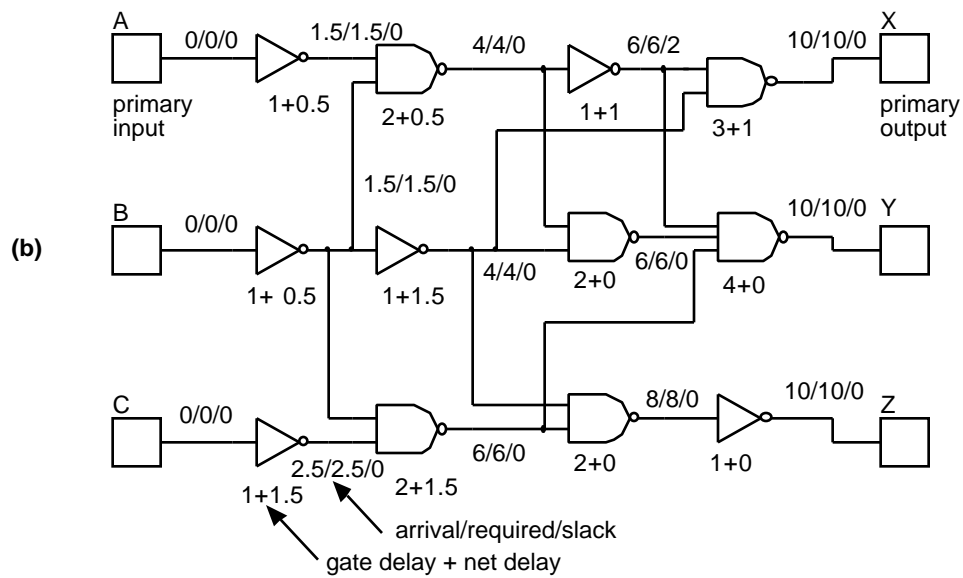 A
X
0/0/0
1.5/1.5/0
4/4/0
6/6/2
10/10/0
primary
input
1+0.5
2+0.5
1+1
3+1
primary
output
1.5/1.5/0
B
Y
0/0/0
10/10/0
(b)
4/4/0
6/6/0
1+ 0.5
1+1.5
2+0
4+0
C
Z
0/0/0
8/8/0
10/10/0
2.5/2.5/0
6/6/0
1+1.5
2+1.5
2+0
1+0
arrival/required/slack
gate delay + net delay